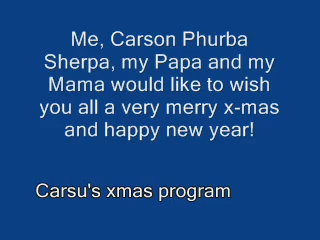 Me, Carson Phurba
Sherpa, my Papa and my
Mama would like to wish
you all a very merry x-mas
and happy new year!
Carsu's xmas program